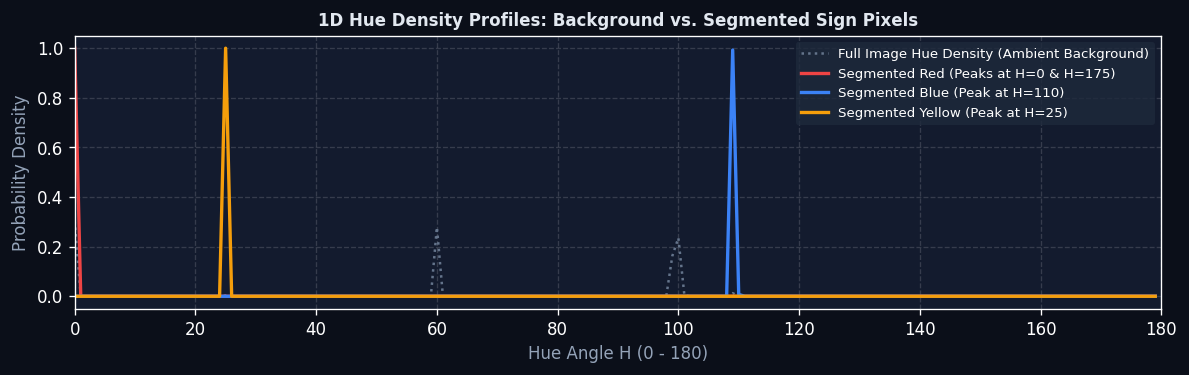 1D Hue Density Profiles: Background vs. Segmented Sign Pixels
Full Image Hue Density (Ambient Background)
Segmented Red (Peaks at H=0 & H=175)
Segmented Blue (Peak at H=110)
Segmented Yellow (Peak at H=25)
Probability Density
1.0
0.8
0.6
0.4
0.2
0.0
0 20 40 60 80 100 120 140 160 180
Hue Angle H (0 - 180)